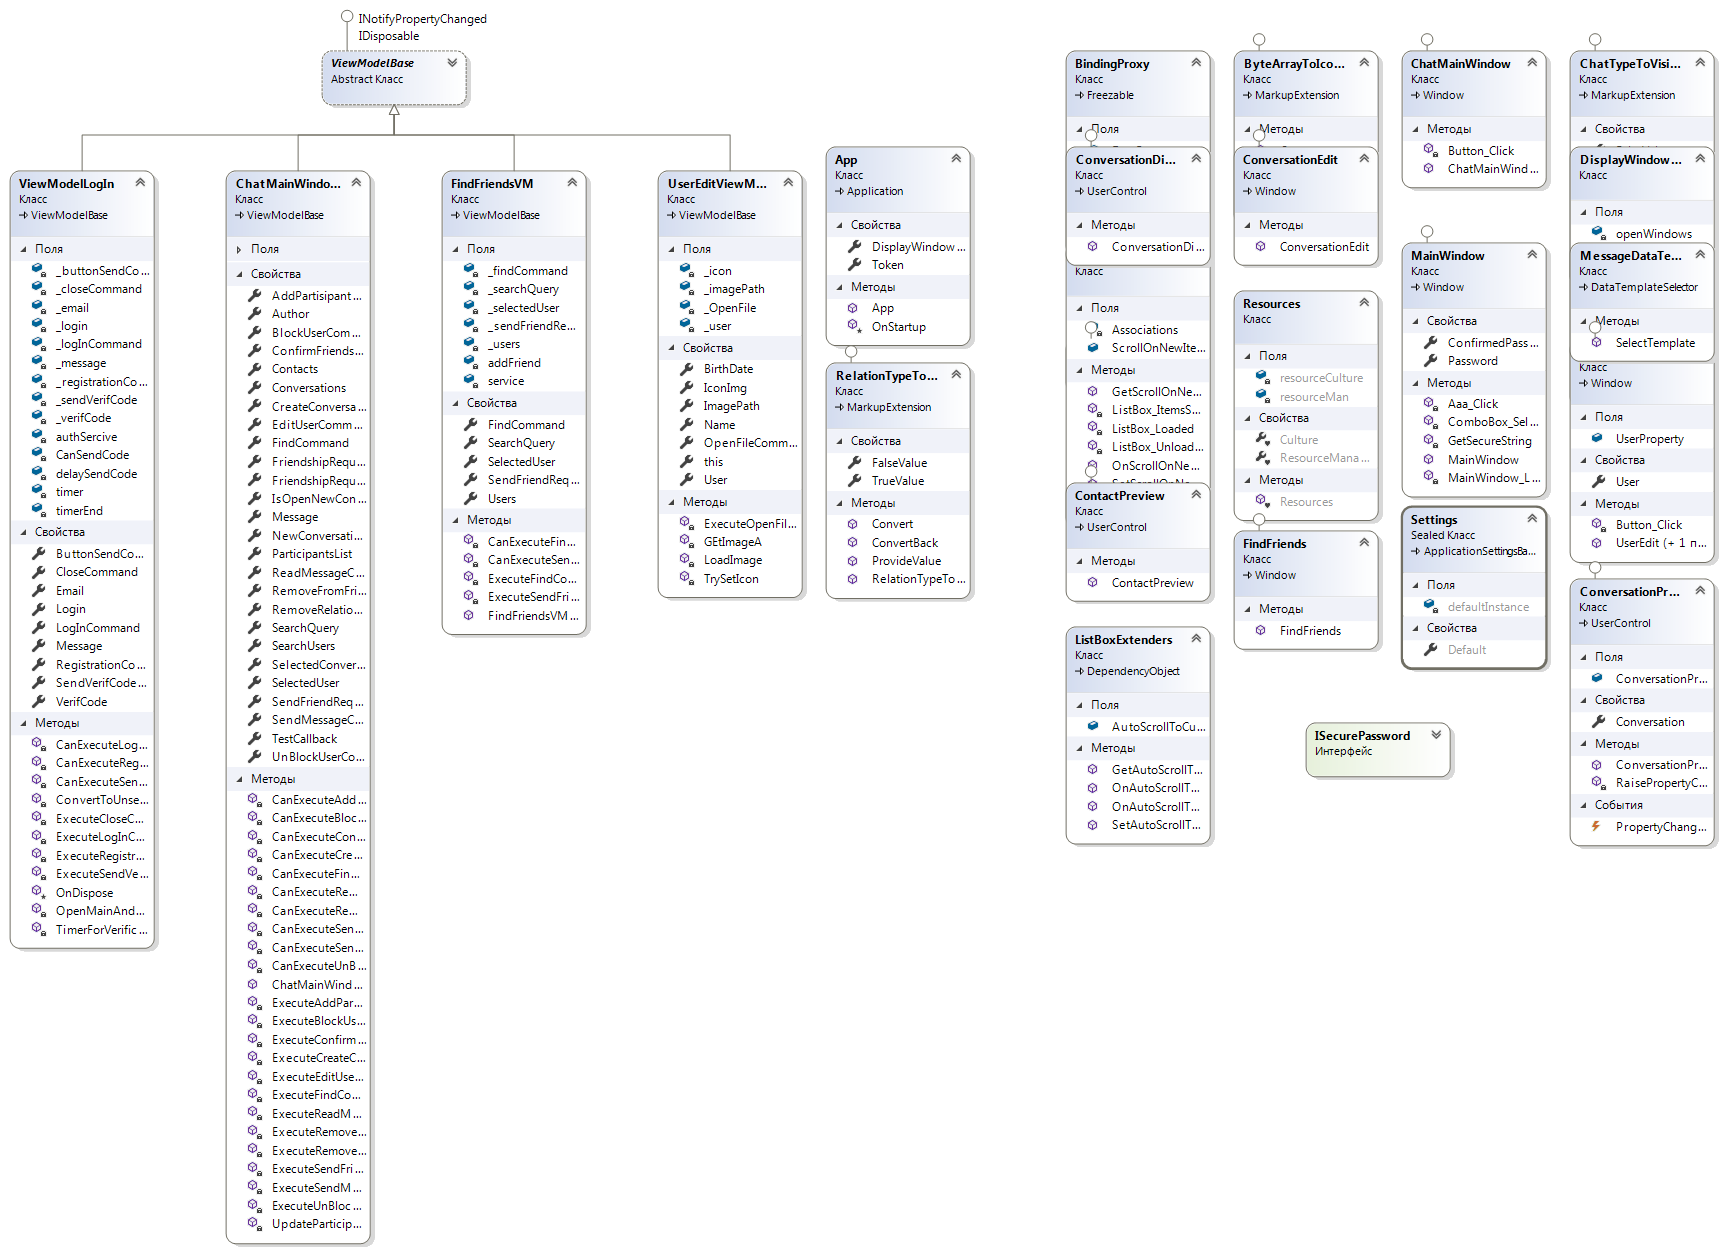 INotifyPropertyChanged
IDisposable
ViewModelBase
Abstract Класс
ViewModelLogIn
Класс
ViewModelBase
Поля
_buttonSendCo...
_closeCommand
_email
_login
_logInCommand
_message
_registrationCo...
_sendVerifCode
_verifCode
authSercive
CanSendCode
delaySendCode
timer
timerEnd
Свойства
ButtonSendCo...
CloseCommand
Email
Login
LogInCommand
Message
RegistrationCo...
SendVerifCode...
VerifCode
Методы
CanExecuteLog...
CanExecuteReg...
CanExecuteSen...
ConvertToUnse...
ExecuteCloseC...
ExecuteLogInC...
ExecuteRegistr...
ExecuteSendVe...
OnDispose
OpenMainAnd...
TimerForVerific...
ChatMainWindo...
Класс
ViewModelBase
Поля
Свойства
AddPartisipant...
Author
BlockUserCom...
ConfirmFriends...
Contacts
Conversations
CreateConversa...
EditUserComm...
FindCommand
FriendshipRequ...
FriendshipRequ...
IsOpenNewCon...
Message
NewConversati...
ParticipantsList
ReadMessageC...
RemoveFromFri...
RemoveRelatio...
SearchQuery
SearchUsers
SelectedConver...
SelectedUser
SendFriendReq...
SendMessageC...
TestCallback
UnBlockUserCo...
Методы
CanExecuteAdd...
CanExecuteBloc...
CanExecuteCon...
CanExecuteCre...
CanExecuteFin...
CanExecuteRe...
CanExecuteRe...
CanExecuteSen...
CanExecuteSen...
CanExecuteUnB...
ChatMainWind...
ExecuteAddPar...
ExecuteBlockUs...
ExecuteConfirm...
ExecuteCreateC...
ExecuteEditUse...
ExecuteFindCo...
ExecuteReadM...
ExecuteRemove...
ExecuteRemove...
ExecuteSendFri...
ExecuteSendM...
ExecuteUnBloc...
UpdateParticip...
FindFriendsVM
Класс
ViewModelBase
Поля
_findCommand
_searchQuery
_selectedUser
_sendFriendRe...
_users
addFriend
service
Свойства
FindCommand
SearchQuery
SelectedUser
SendFriendReq...
Users
Методы
CanExecuteFin...
CanExecuteSen...
ExecuteFindCo...
ExecuteSendFri...
FindFriendsVM...
UserEditViewM...
Класс
ViewModelBase
Поля
_icon
_imagePath
_OpenFile
_user
Свойства
BirthDate
IconImg
ImagePath
Name
OpenFileComm...
this
User
Методы
ExecuteOpenFil...
GEtImageA
LoadImage
TrySetIcon
App
Класс
Application
Свойства
DisplayWindow...
Token
Методы
App
OnStartup
RelationTypeTo...
Класс
MarkupExtension
Свойства
FalseValue
TrueValue
Методы
Convert
ConvertBack
ProvideValue
RelationTypeTo...
BindingProxy
Класс
Freezable
Поля
ConversationDi...
Класс
UserControl
Методы
ConversationDi...
Класс
Поля
Associations
ScrollOnNewIte...
Методы
GetScrollOnNe...
ListBox_ItemsS...
ListBox_Loaded
ListBox_Unload...
OnScrollOnNe...
ContactPreview
Класс
UserControl
Методы
ContactPreview
ListBoxExtenders
Класс
DependencyObject
Поля
AutoScrollToCu...
Методы
GetAutoScrollT...
OnAutoScrollT...
OnAutoScrollT...
SetAutoScrollT...
ByteArrayToIco...
Класс
MarkupExtension
Методы
ConversationEdit
Класс
Window
Методы
ConversationEdit
Resources
Класс
Поля
resourceCulture
resourceMan
Свойства
Culture
ResourceMana...
Методы
Resources
FindFriends
Класс
Window
Методы
FindFriends
ISecurePassword
Интерфейс
ChatMainWindow
Класс
Window
Методы
Button_Click
ChatMainWind...
MainWindow
Класс
Window
Свойства
ConfirmedPass...
Password
Методы
Aaa_Click
ComboBox_Sel...
GetSecureString
MainWindow
MainWindow_L...
Settings
Sealed Класс
ApplicationSettingsBa...
Поля
defaultInstance
Свойства
Default
ChatTypeToVisi...
Класс
MarkupExtension
Свойства
DisplayWindow...
Класс
Поля
openWindows
MessageDataTe...
Класс
DataTemplateSelector
Методы
SelectTemplate
Класс
Window
Поля
UserProperty
Свойства
User
Методы
Button_Click
UserEdit (+ 1 п...
ConversationPr...
Класс
UserControl
Поля
ConversationPr...
Свойства
Conversation
Методы
ConversationPr...
RaisePropertyC...
События
PropertyChang...